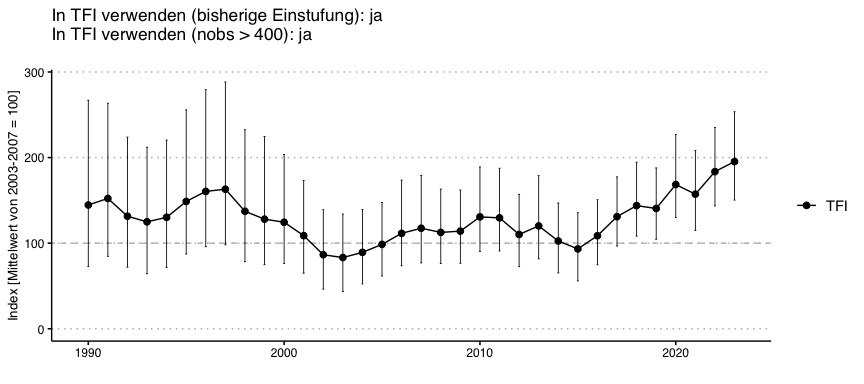 In TFI verwenden (bisherige Einstufung): ja
In TFI verwenden (nobs > 400): ja
Index [Mittelwert von 2003-2007 = 100]
300
200
100
0
1990
2000
2010
2020
TFI